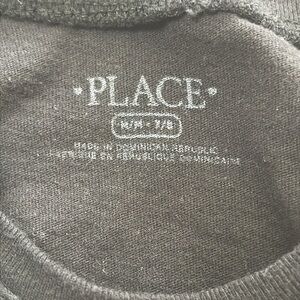 • PLACE •
M/M • 7/8
MADE IN DOMINICAN REPUBLIC
FABRIQUÉ EN RÉPUBLIQUE DOMINICAINE